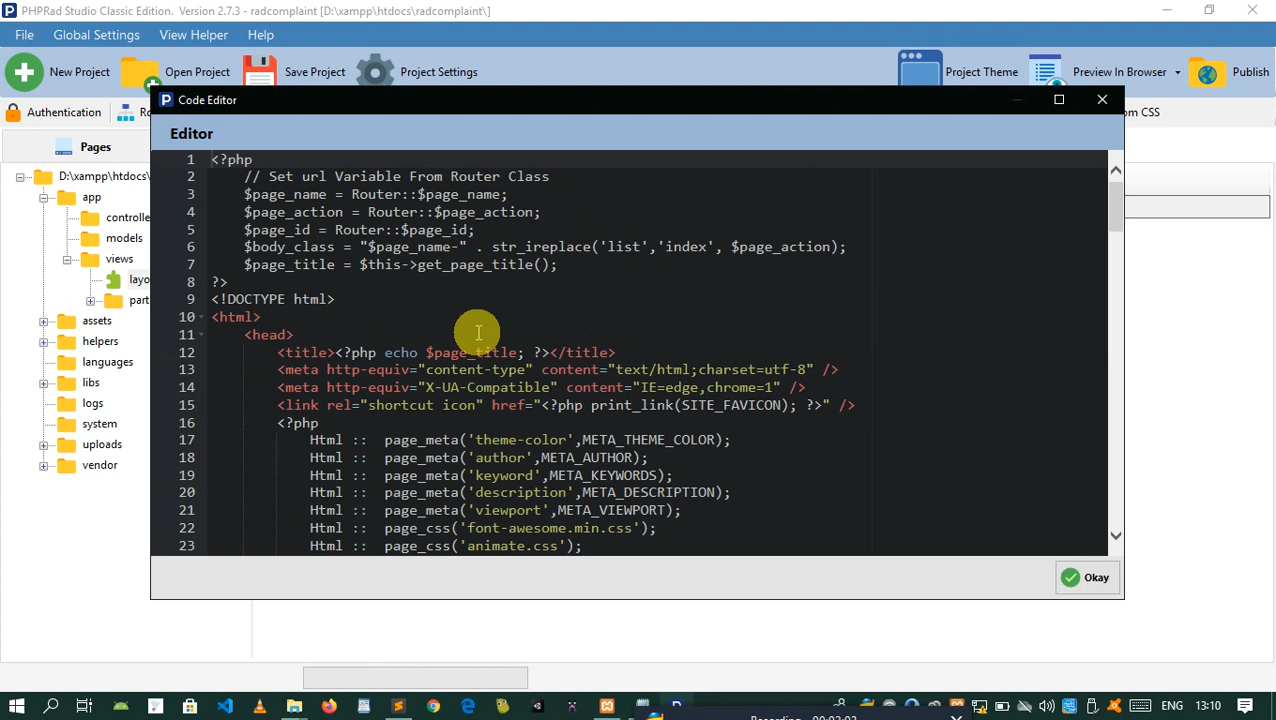 PHPRad Studio Classic Edition. Version 2.7.3 - radcomplaint [D:\xampp\htdocs\radcomplaint\]
File Global Settings View Helper Help
New Project Open Project Save Project Project Settings Project Theme Preview In Browser Publish
Authentication
CSS
Code Editor
Editor
Pages
D:\xampp\htdocs\
app
controlle
models
views
layo
part
assets
helpers
languages
libs
logs
system
uploads
vendor
1 <?php
2 // Set url Variable From Router Class
3 $page_name = Router::$page_name;
4 $page_action = Router::$page_action;
5 $page_id = Router::$page_id;
6 $body_class = "$page_name-" . str_ireplace('list','index', $page_action);
7 $page_title = $this->get_page_title();
8 ?>
9 <!DOCTYPE html>
10 <html>
11 <head>
12 <title><?php echo $page_title; ?></title>
13 <meta http-equiv="content-type" content="text/html;charset=utf-8" />
14 <meta http-equiv="X-UA-Compatible" content="IE=edge,chrome=1" />
15 <link rel="shortcut icon" href="<?php print_link(SITE_FAVICON); ?>" />
16 <?php
17 Html :: page_meta('theme-color',META_THEME_COLOR);
18 Html :: page_meta('author',META_AUTHOR);
19 Html :: page_meta('keyword',META_KEYWORDS);
20 Html :: page_meta('description',META_DESCRIPTION);
21 Html :: page_meta('viewport',META_VIEWPORT);
22 Html :: page_css('font-awesome.min.css');
23 Html :: page_css('animate.css');
Okay
ENG 13:10
Recording... 00:02:03